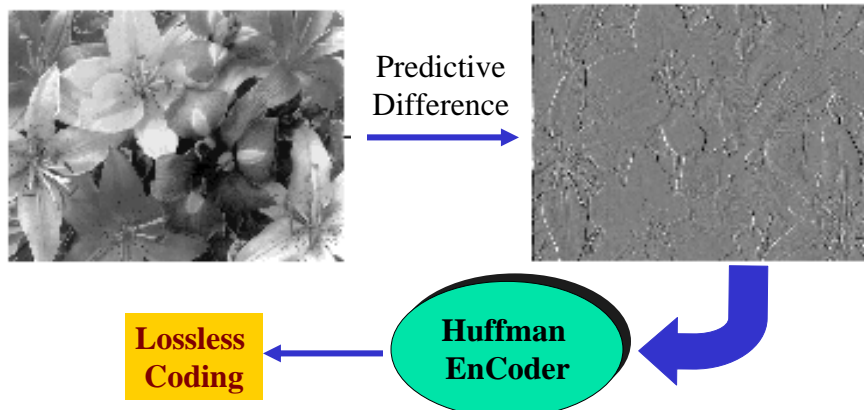 Predictive
Difference
Huffman
EnCoder
Lossless
Coding